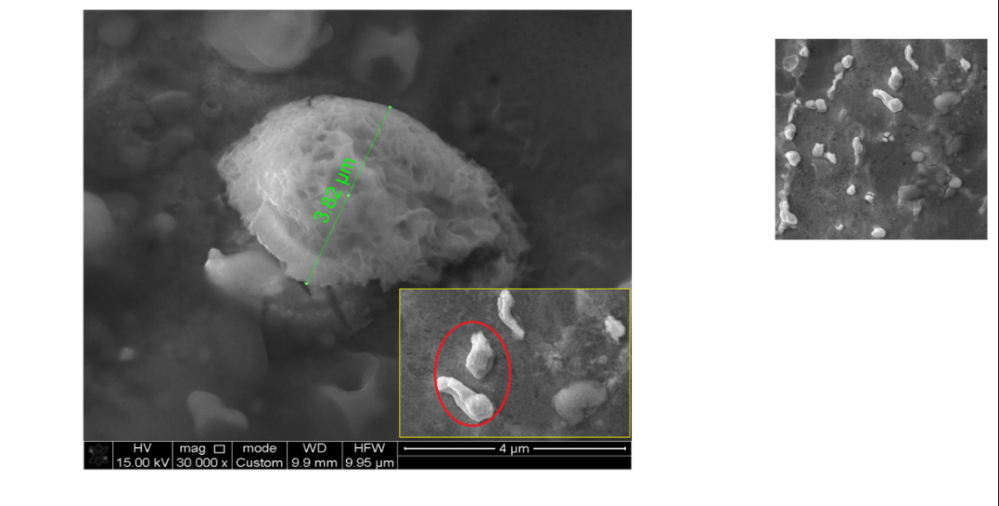 3.82 µm
HV mag □ mode WD HFW
15.00 kV 30 000 x Custom 9.9 mm 9.95 µm 4 µm